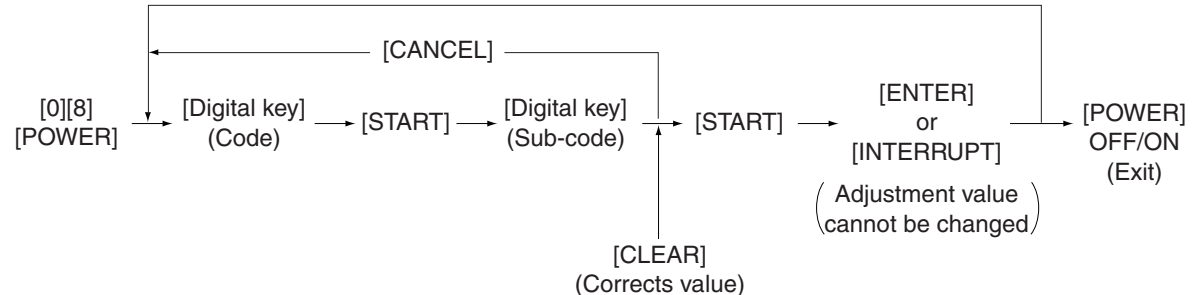 [CANCEL]
[0][8]
[POWER]
[Digital key]
(Code)
[START]
[Digital key]
(Sub-code)
[START]
[ENTER]
or
[INTERRUPT]
(Adjustment value
cannot be changed)
[POWER]
OFF/ON
(Exit)
[CLEAR]
(Corrects value)